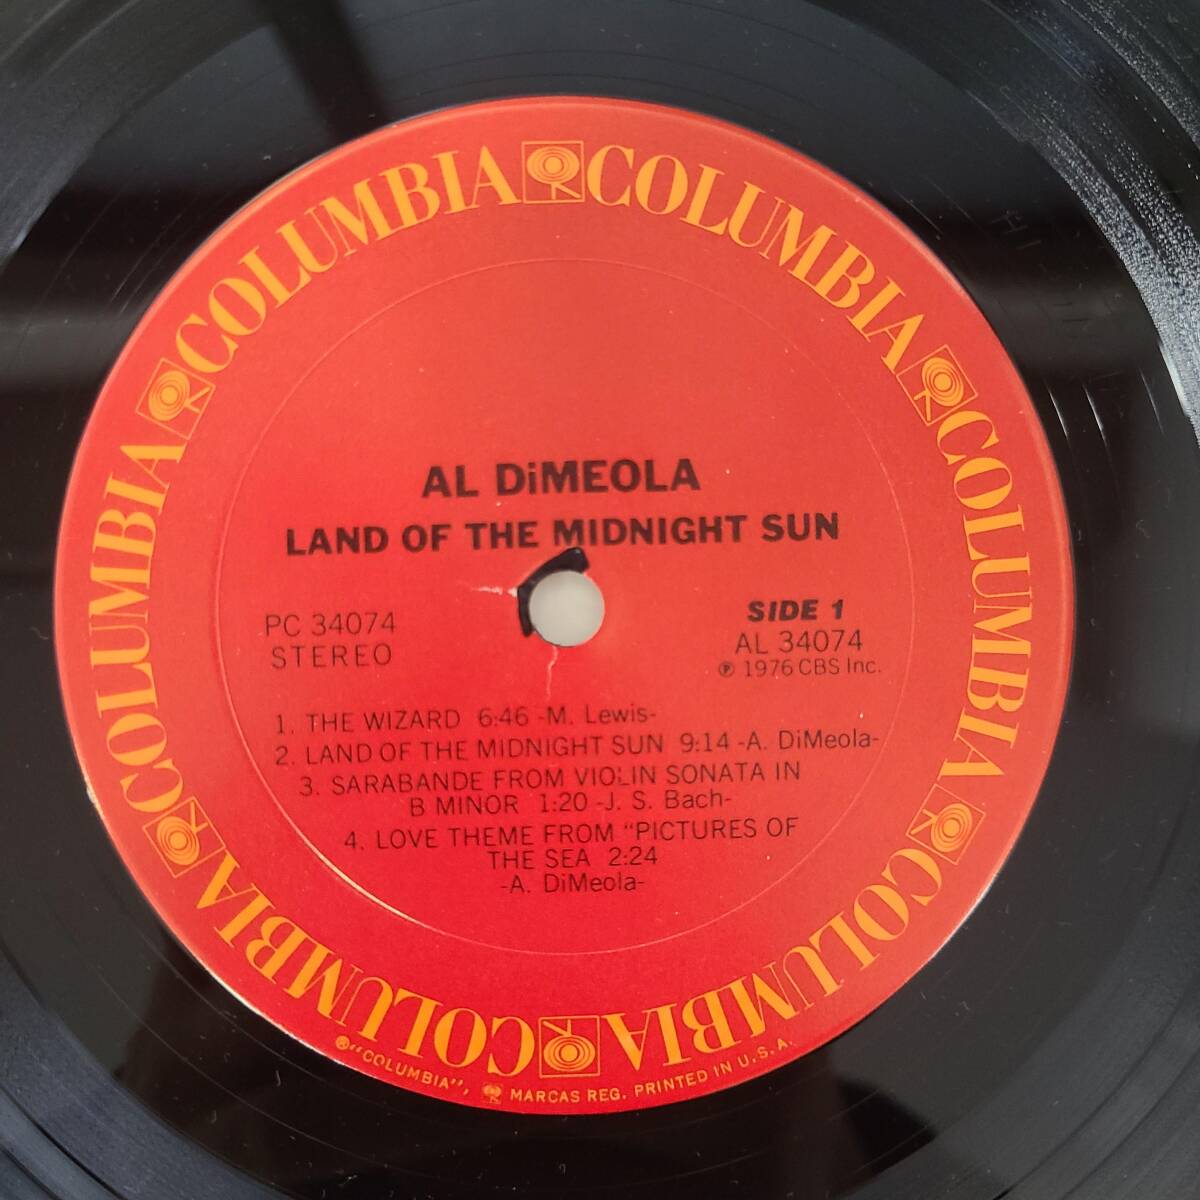 COLUMBIA COLUMBIA COLUMBIA COLUMBIA COLUMBIA COLUMBIA
AL DiMEOLA
LAND OF THE MIDNIGHT SUN
PC 34074
STEREO
SIDE 1
AL 34074
℗ 1976 CBS Inc.
1. THE WIZARD 6:46 -M. Lewis-
2. LAND OF THE MIDNIGHT SUN 9:14 -A. DiMeola-
3. SARABANDE FROM VIOLIN SONATA IN
B MINOR 1:20 -J. S. Bach-
4. LOVE THEME FROM "PICTURES OF
THE SEA 2:24
-A. DiMeola-
®"COLUMBIA", MARCAS REG. PRINTED IN U.S.A.